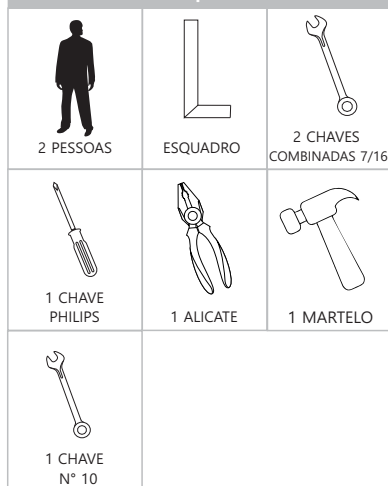 2 PESSOAS
ESQUADRO
2 CHAVES
COMBINADAS 7/16
1 CHAVE
PHILIPS
1 ALICATE
1 MARTELO
1 CHAVE
N° 10